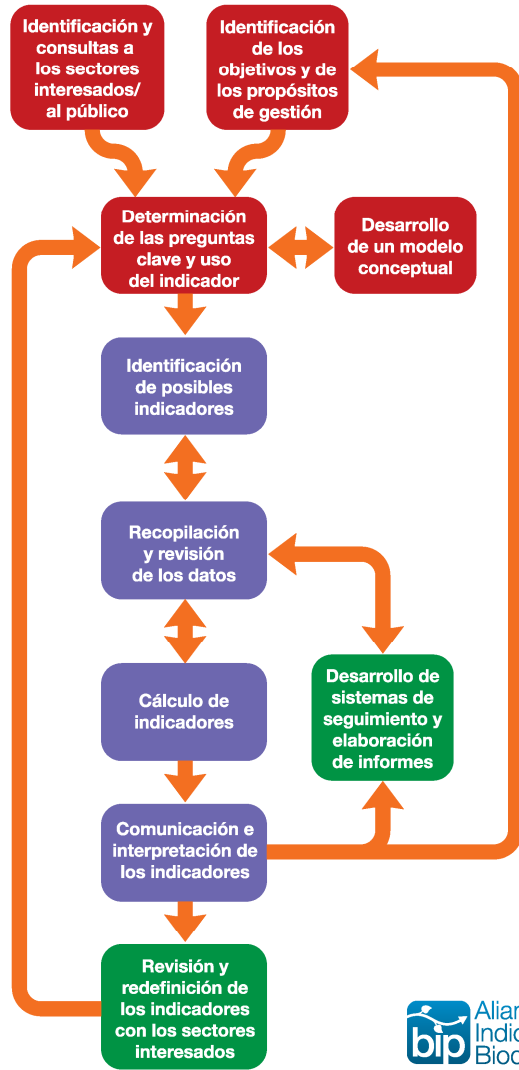 Identificación y
consultas a
los sectores
interesados/
al público
Identificación
de los
objetivos y de
los propósitos
de gestión
Determinación
de las preguntas
clave y uso
del indicador
Desarrollo
de un modelo
conceptual
Identificación
de posibles
indicadores
Recopilación
y revisión
de los datos
Cálculo de
indicadores
Desarrollo de
sistemas de
seguimiento y
elaboración
de informes
Comunicación e
interpretación de
los indicadores
Revisión y
redefinición de
los indicadores
con los sectores
interesados
bip